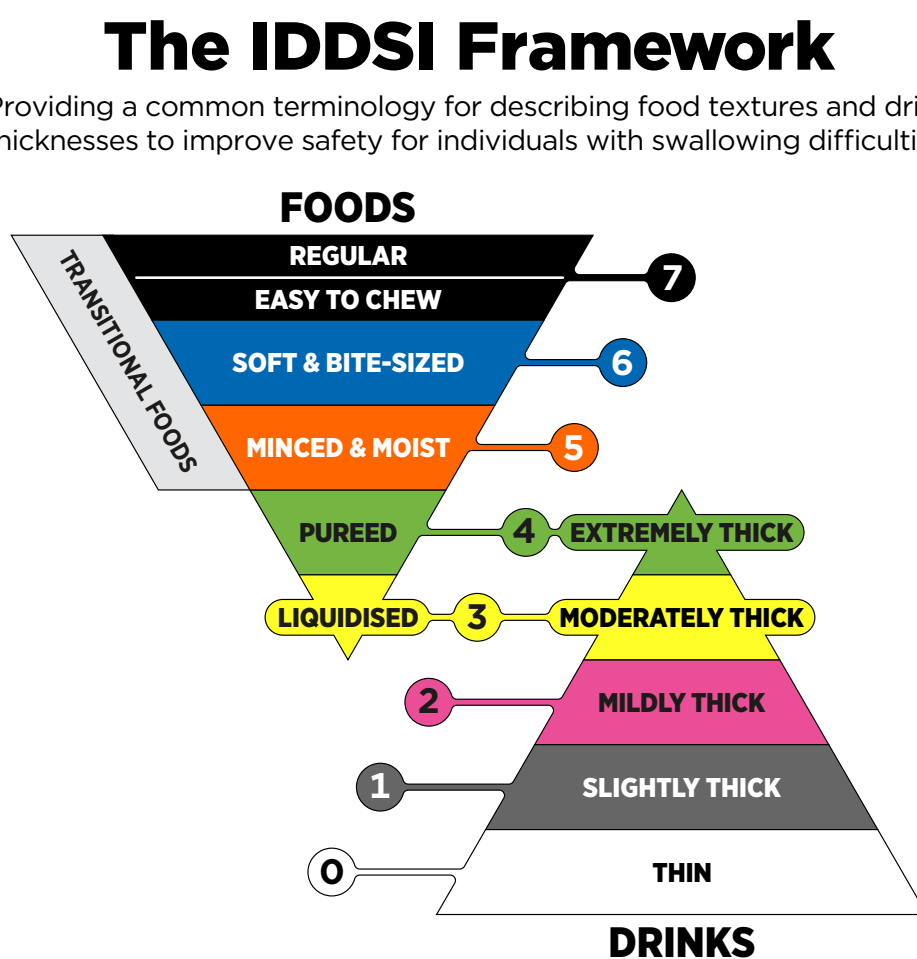 The IDDSI Framework
Providing a common terminology for describing food textures and
thicknesses to improve safety for individuals with swallowing
FOODS
REGULAR
7
EASY TO CHEW
TRANSITIONAL FOODS
SOFT & BITE-SIZED
6
MINCED & MOIST
5
PUREED
4
EXTREMELY THICK
LIQUIDISED
3
MODERATELY THICK
2
MILDLY THICK
1
SLIGHTLY THICK
0
THIN
DRINKS